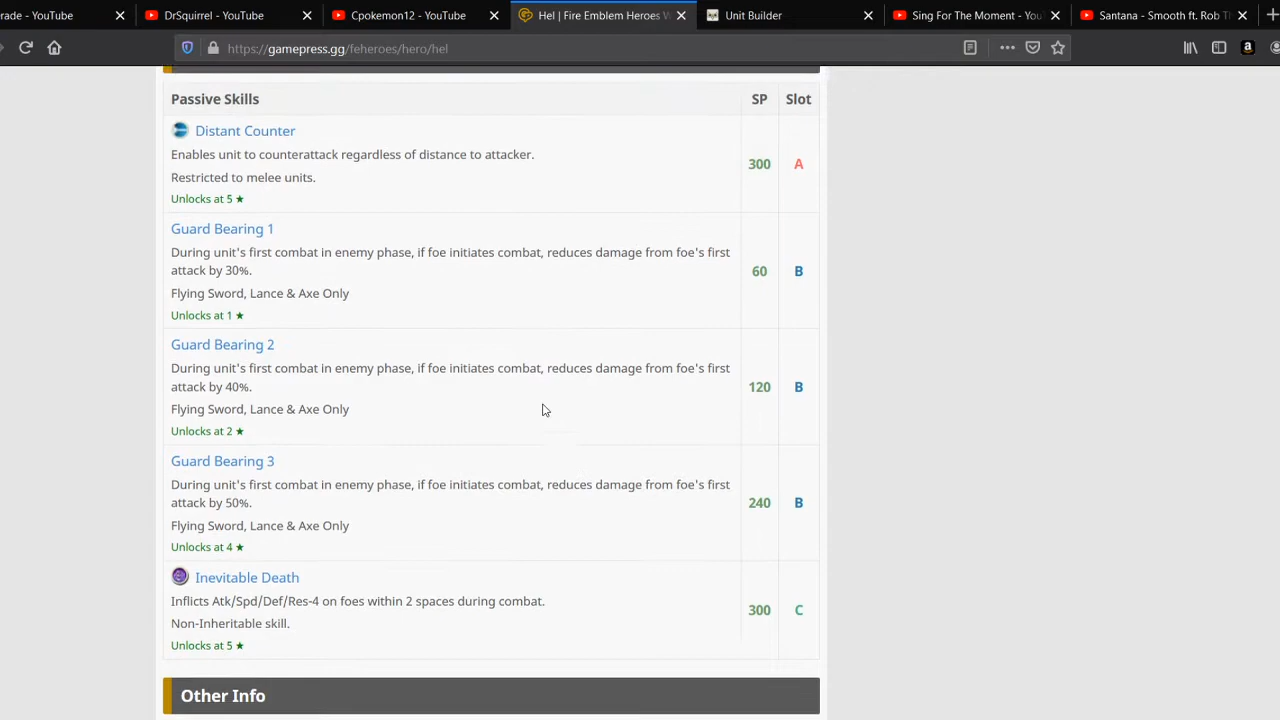 rade - YouTube
DrSquirrel - YouTube
Cpokemon12 - YouTube
Hel | Fire Emblem Heroes W
Unit Builder
Sing For The Moment - You
Santana - Smooth ft. Rob T
https://gamepress.gg/feheroes/hero/hel
Passive Skills SP Slot
Distant Counter
Enables unit to counterattack regardless of distance to attacker.
300 A
Restricted to melee units.
Unlocks at 5 ★
Guard Bearing 1
During unit's first combat in enemy phase, if foe initiates combat, reduces damage from foe's first
attack by 30%.
60 B
Flying Sword, Lance & Axe Only
Unlocks at 1 ★
Guard Bearing 2
During unit's first combat in enemy phase, if foe initiates combat, reduces damage from foe's first
attack by 40%.
120 B
Flying Sword, Lance & Axe Only
Unlocks at 2 ★
Guard Bearing 3
During unit's first combat in enemy phase, if foe initiates combat, reduces damage from foe's first
attack by 50%.
240 B
Flying Sword, Lance & Axe Only
Unlocks at 4 ★
Inevitable Death
Inflicts Atk/Spd/Def/Res-4 on foes within 2 spaces during combat.
300 C
Non-Inheritable skill.
Unlocks at 5 ★
Other Info